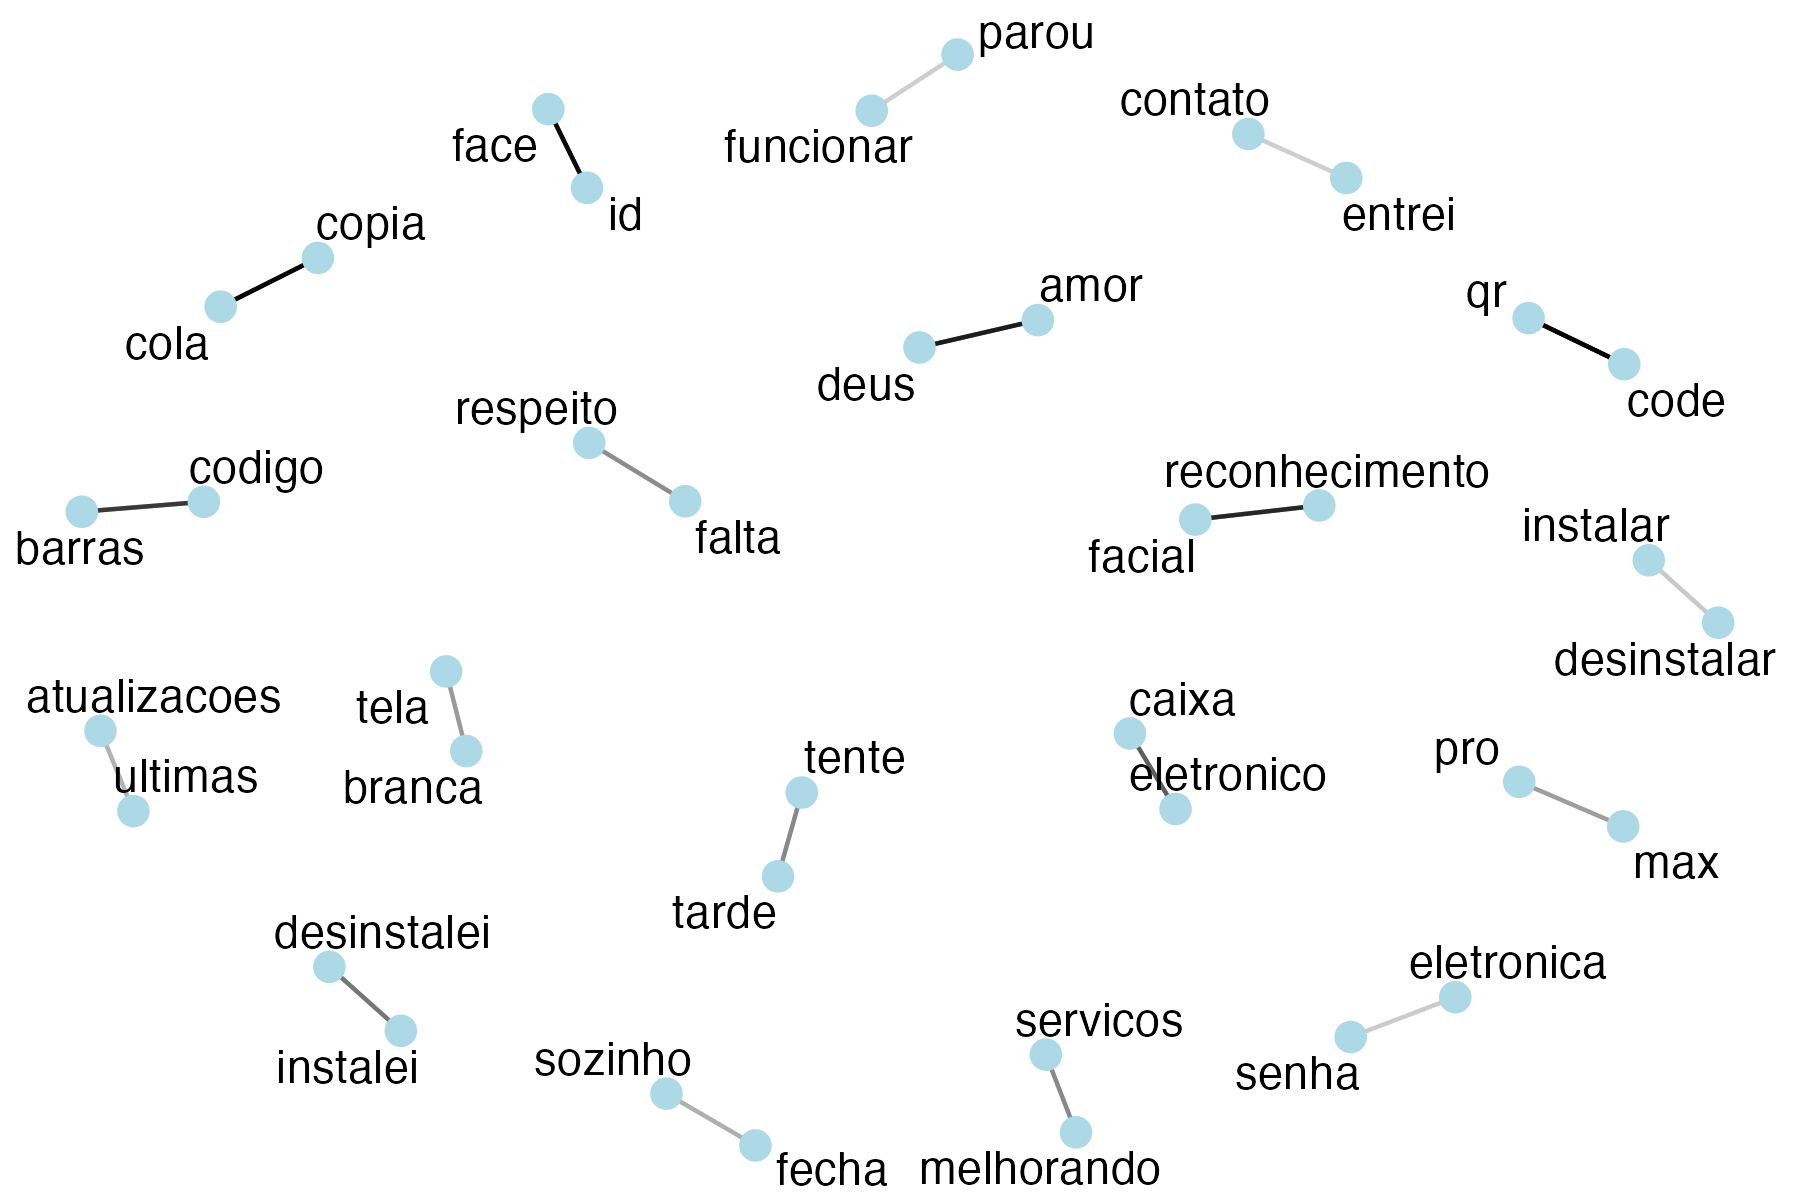 parou
funcionar
contato
entrei
face
id
copia
cola
amor
deus
qr
code
respeito
falta
codigo
barras
reconhecimento
facial
instalar
desinstalar
atualizacoes
ultimas
tela
branca
tente
tarde
caixa
eletronico
pro
max
desinstalei
instalei
sozinho
fecha
servicos
melhorando
eletronica
senha